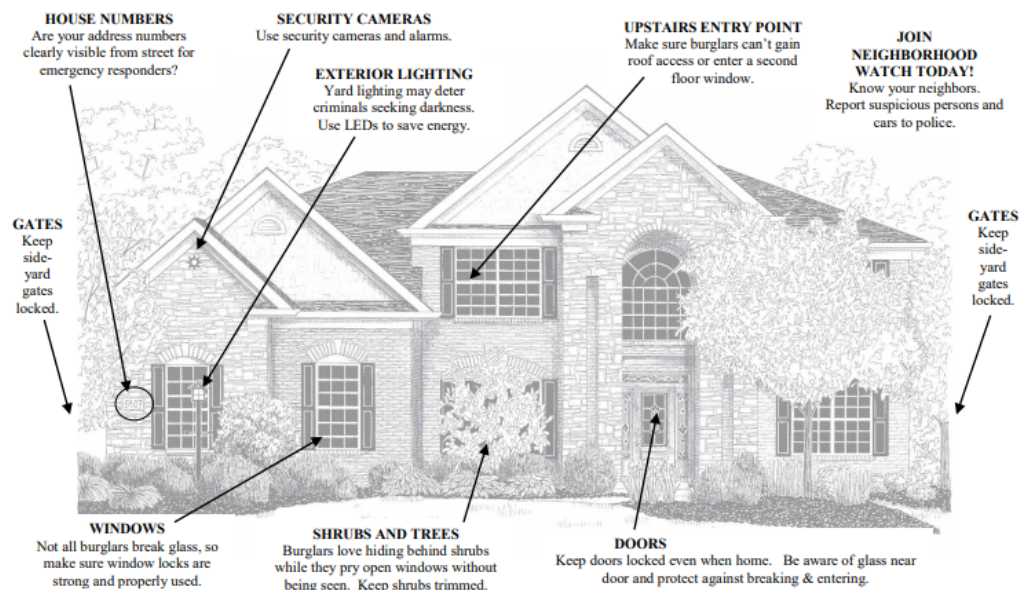 HOUSE NUMBERS
Are your address numbers
clearly visible from street for
emergency responders?
SECURITY CAMERAS
Use security cameras and alarms.
EXTERIOR LIGHTING
Yard lighting may deter
criminals seeking darkness.
Use LEDs to save energy.
UPSTAIRS ENTRY POINT
Make sure burglars can’t gain
roof access or enter a second
floor window.
JOIN
NEIGHBORHOOD
WATCH TODAY!
Know your neighbors.
Report suspicious persons and
cars to police.
GATES
Keep
side-
yard
gates
locked.
GATES
Keep
side-
yard
gates
locked.
WINDOWS
Not all burglars break glass, so
make sure window locks are
strong and properly used.
SHRUBS AND TREES
Burglars love hiding behind shrubs
while they pry open windows without
being seen.  Keep shrubs trimmed.
DOORS
Keep doors locked even when home.   Be aware of glass near
door and protect against breaking & entering.